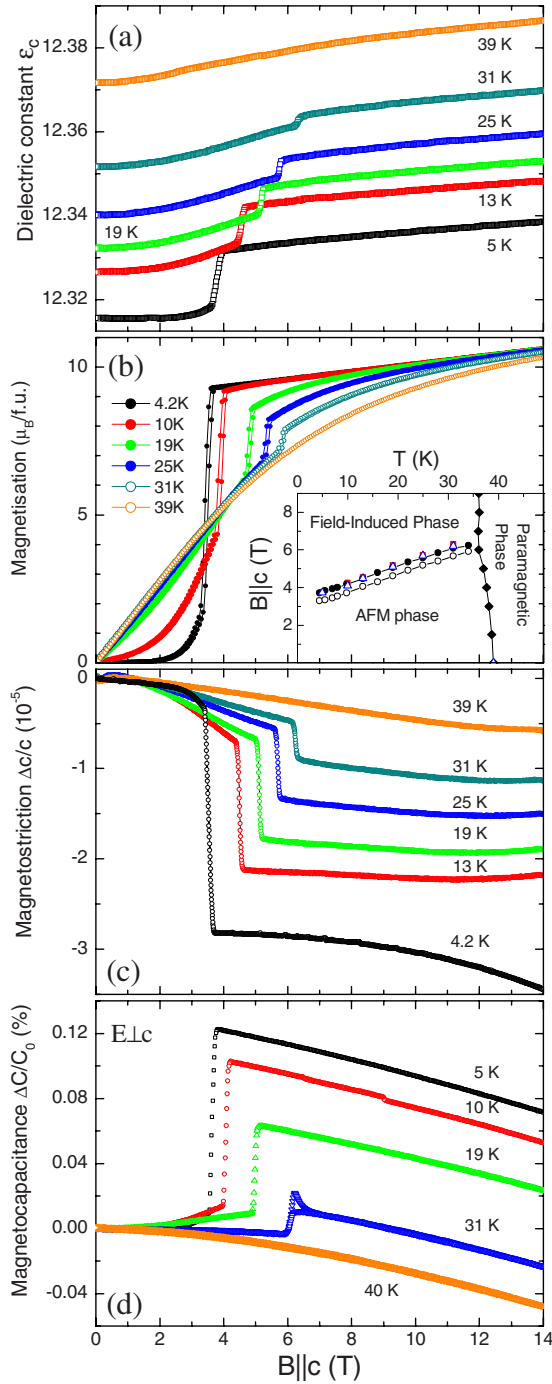 (a)
Dielectric constant εc
12.38
12.36
12.34
12.32
39 K
31 K
25 K
19 K
13 K
5 K
(b)
Magnetisation (μB/f.u.)
10
5
0
4.2K
10K
19K
25K
31K
39K
T (K)
0 10 20 30 40 50
B||c (T)
8
6
4
2
Field-Induced Phase
AFM phase
Paramagnetic
Phase
Magnetostriction Δc/c (10-5)
0
-1
-2
-3
39 K
31 K
25 K
19 K
13 K
4.2 K
(c)
Magnetocapacitance ΔC/C0 (%)
E⊥c
0.12
0.08
0.04
0.00
-0.04
5 K
10 K
19 K
31 K
40 K
(d)
0 2 4 6 8 10 12 14
B||c (T)